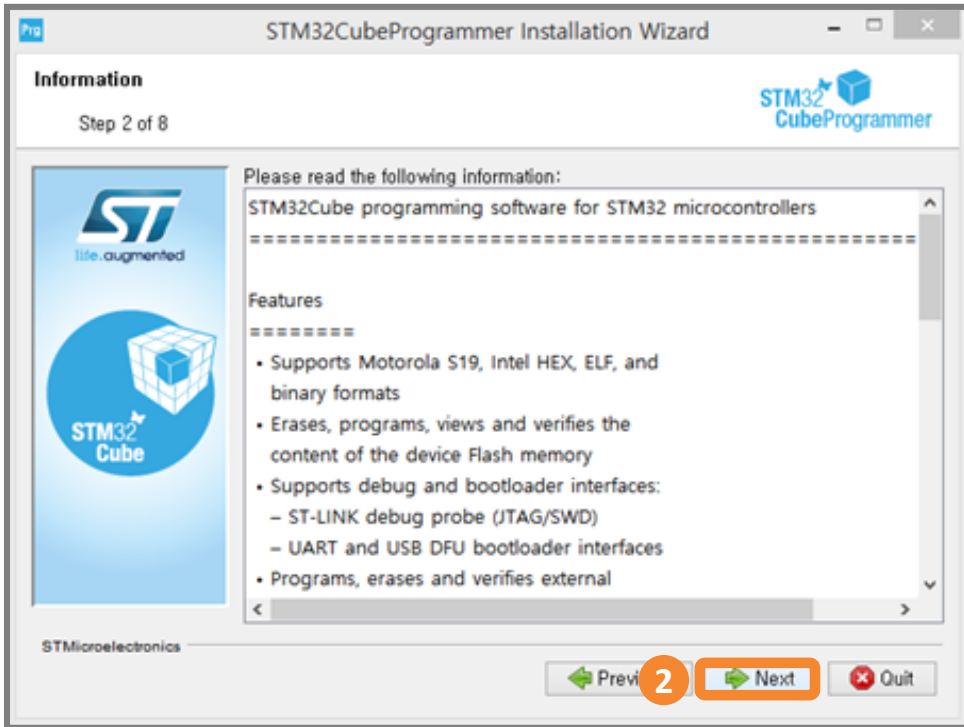 Prg
STM32CubeProgrammer Installation Wizard
Information
Step 2 of 8
STM32
CubeProgrammer
life.augmented
STM32
Cube
Please read the following information:
STM32Cube programming software for STM32 microcontrollers
==================================================
Features
========
• Supports Motorola S19, Intel HEX, ELF, and
binary formats
• Erases, programs, views and verifies the
content of the device Flash memory
• Supports debug and bootloader interfaces:
– ST-LINK debug probe (JTAG/SWD)
– UART and USB DFU bootloader interfaces
• Programs, erases and verifies external
STMicroelectronics
Previ
2
Next
Quit